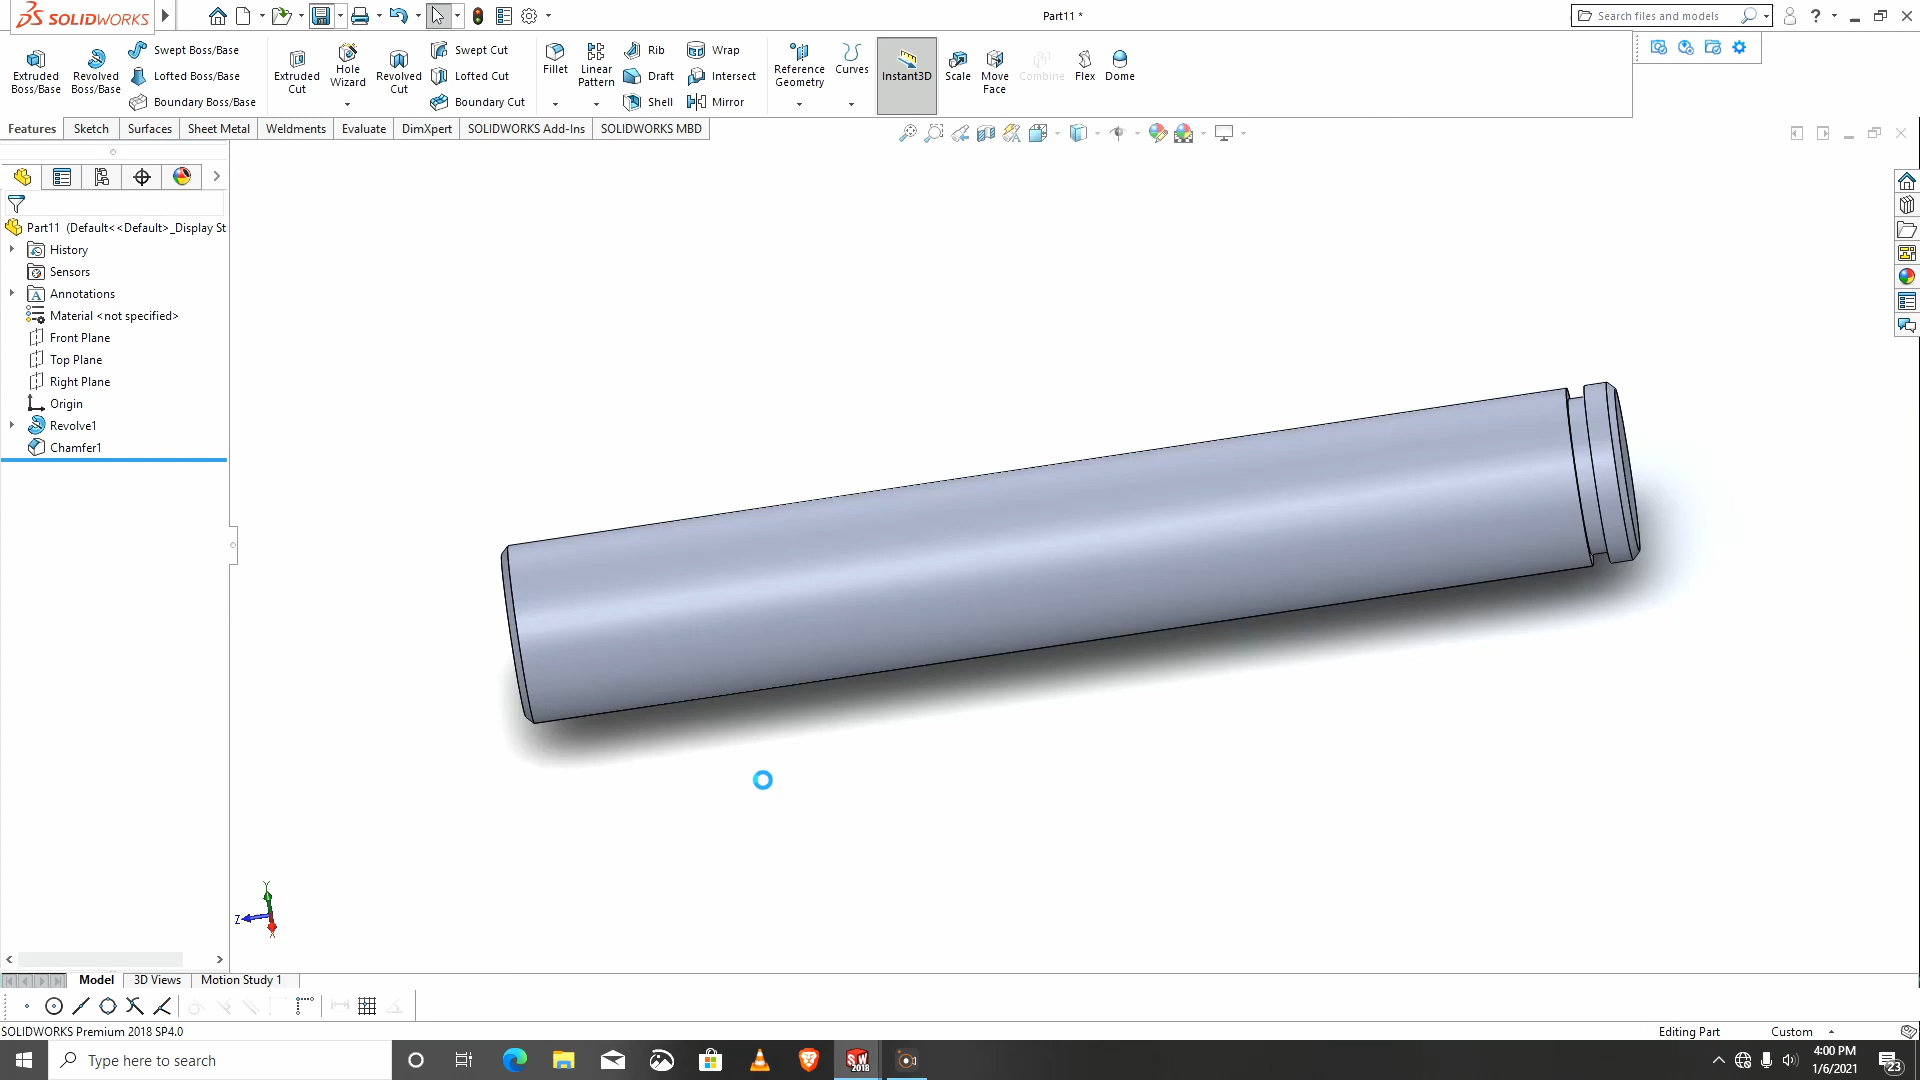 SOLIDWORKS
Part11 *
Search files and models
?
Extruded Boss/Base
Revolved Boss/Base
Swept Boss/Base
Lofted Boss/Base
Boundary Boss/Base
Extruded Cut
Hole Wizard
Revolved Cut
Swept Cut
Lofted Cut
Boundary Cut
Fillet
Linear Pattern
Rib
Draft
Shell
Wrap
Intersect
Mirror
Reference Geometry
Curves
Instant3D
Scale
Move Face
Combine
Flex
Dome
Features
Sketch
Surfaces
Sheet Metal
Weldments
Evaluate
DimXpert
SOLIDWORKS Add-Ins
SOLIDWORKS MBD
Part11 (Default<<Default>_Display St
History
Sensors
A
Annotations
Material <not specified>
Front Plane
Top Plane
Right Plane
Origin
Revolve1
Chamfer1
Y
Z
X
Model
3D Views
Motion Study 1
SOLIDWORKS Premium 2018 SP4.0
Editing Part
Custom
Type here to search
SW
2018
4:00 PM
1/6/2021
23